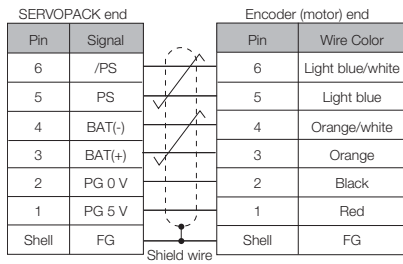 SERVOPACK end Encoder (motor) end
Pin Signal Pin Wire Color
6 /PS 6 Light blue/white
5 PS 5 Light blue
4 BAT(-) 4 Orange/white
3 BAT(+) 3 Orange
2 PG 0 V 2 Black
1 PG 5 V 1 Red
Shell FG Shell FG
Shield wire